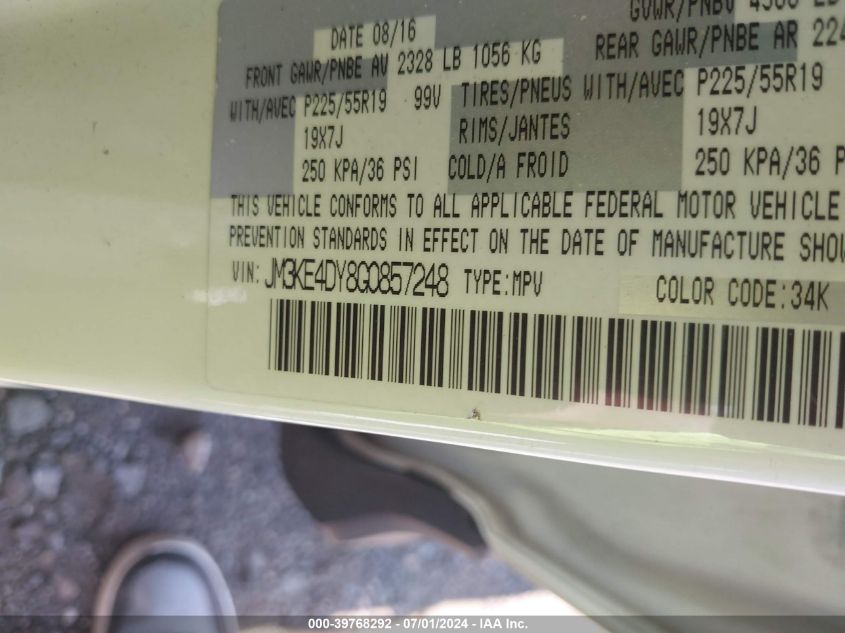 DATE 08/16
GVWR/PNBV
FRONT GAWR/PNBE AV 2328 LB 1056 KG REAR GAWR/PNBE AR
WITH/AVEC P225/55R19 99V TIRES/PNEUS WITH/AVEC P225/55R19
19X7J RIMS/JANTES 19X7J
250 KPA/36 PSI COLD/A FROID 250 KPA/36
THIS VEHICLE CONFORMS TO ALL APPLICABLE FEDERAL MOTOR VEHICLE
PREVENTION STANDARDS IN EFFECT ON THE DATE OF MANUFACTURE
VIN: JM3KE4DY8G0857248 TYPE:MPV COLOR CODE:34K
000-39768292 - 07/01/2024 - IAA Inc.